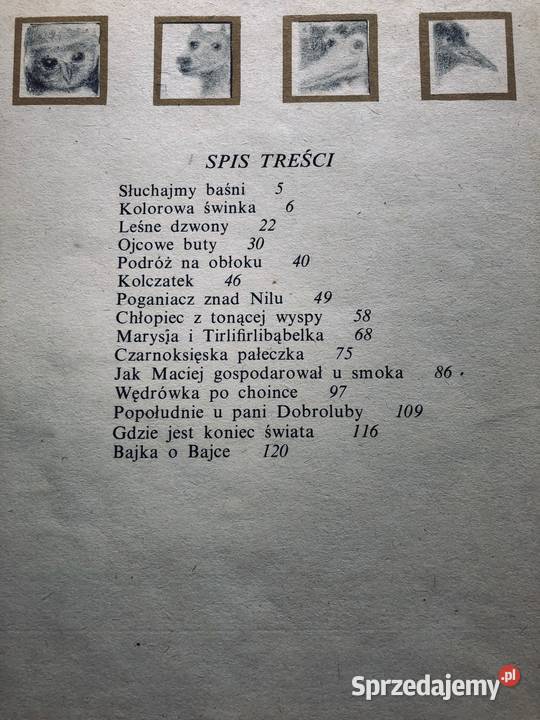 SPIS TREŚCI
Słuchajmy baśni 5
Kolorowa świnka 6
Leśne dzwony 22
Ojcowe buty 30
Podróż na obłoku 40
Kolczatek 46
Poganiacz znad Nilu 49
Chłopiec z tonącej wyspy 58
Marysia i Tirlifirlibąbelka 68
Czarnoksięska pałeczka 75
Jak Maciej gospodarował u smoka 86
Wędrówka po choince 97
Popołudnie u pani Dobroluby 109
Gdzie jest koniec świata 116
Bajka o Bajce 120
Sprzedajemy.pl